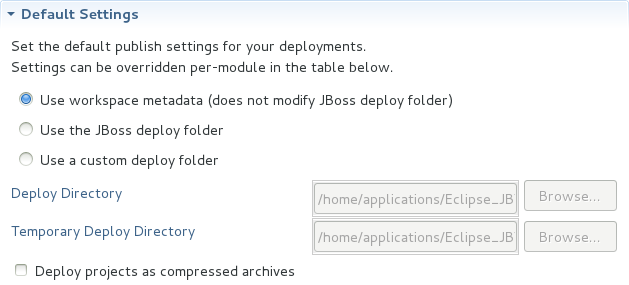 Default Settings
Set the default publish settings for your deployments.
Settings can be overridden per-module in the table below.
Use workspace metadata (does not modify JBoss deploy folder)
Use the JBoss deploy folder
Use a custom deploy folder
Deploy Directory /home/applications/Eclipse_JB Browse...
Temporary Deploy Directory /home/applications/Eclipse_JB Browse...
Deploy projects as compressed archives